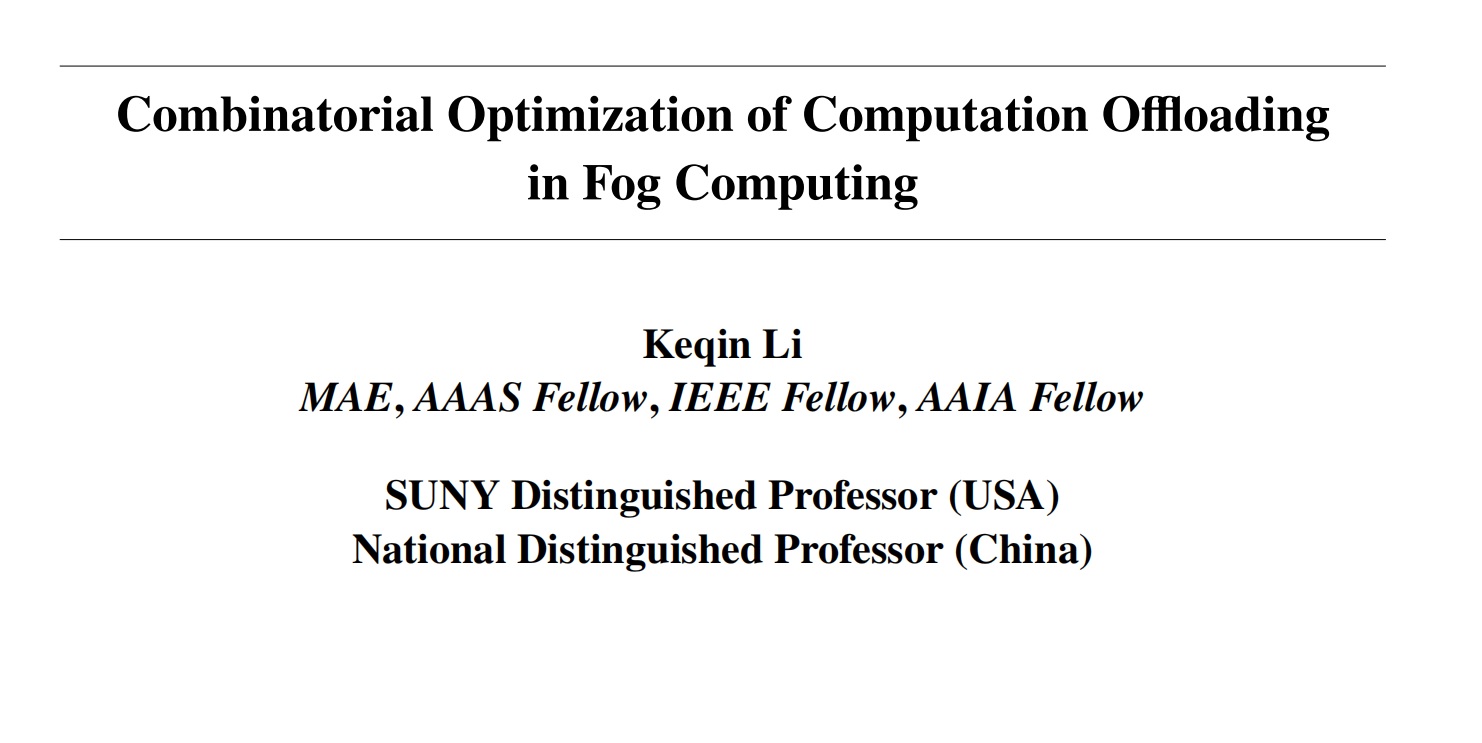 Combinatorial Optimization of Computation Offloading
in Fog Computing
Keqin Li
MAE, AAAS Fellow, IEEE Fellow, AAIA Fellow
SUNY Distinguished Professor (USA)
National Distinguished Professor (China)